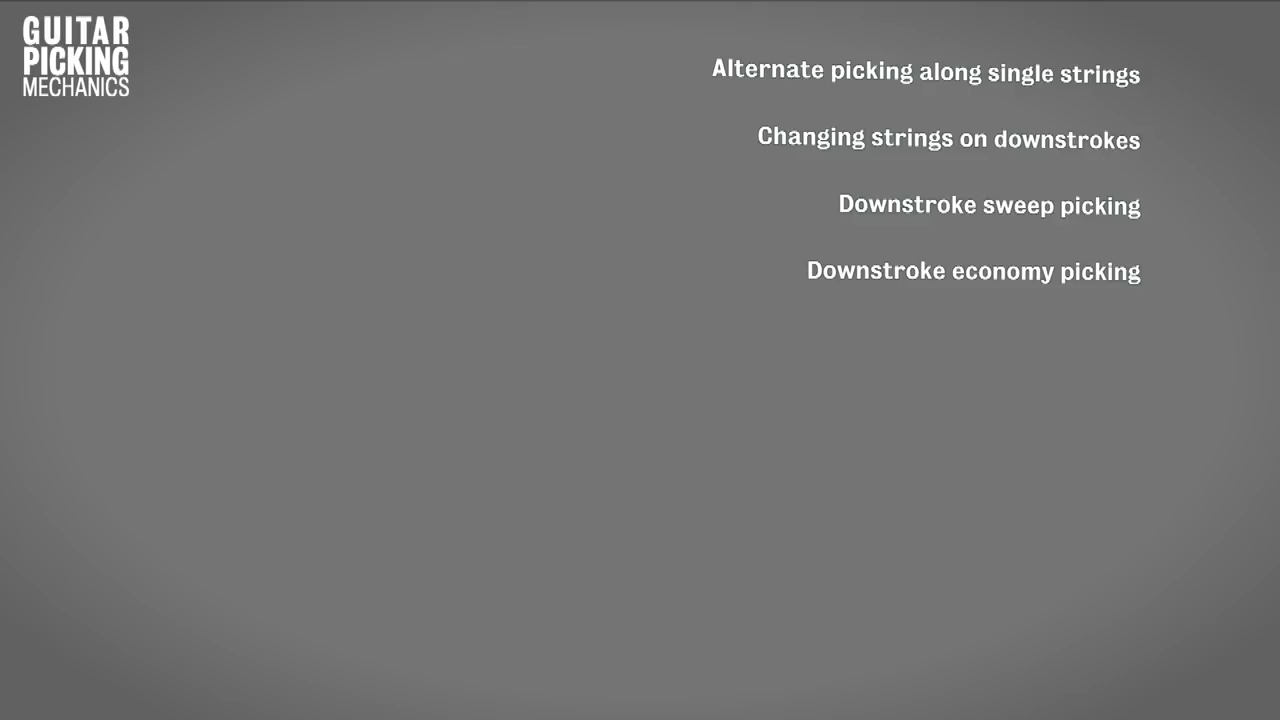 GUITAR
PICKING
MECHANICS
Alternate picking along single strings
Changing strings on downstrokes
Downstroke sweep picking
Downstroke economy picking